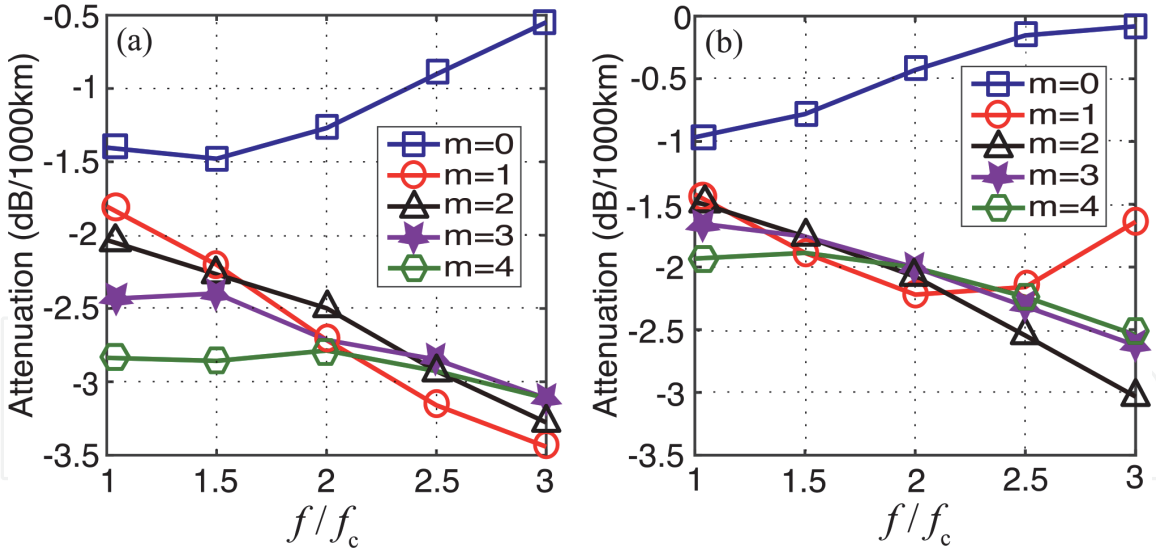 (a)
Attenuation (dB/1000km)
-0.5
-1
-1.5
-2
-2.5
-3
-3.5
1 1.5 2 2.5 3
f / fc
m=0
m=1
m=2
m=3
m=4
(b)
Attenuation (dB/1000km)
0
-0.5
-1
-1.5
-2
-2.5
-3
-3.5
1 1.5 2 2.5 3
f / fc
m=0
m=1
m=2
m=3
m=4